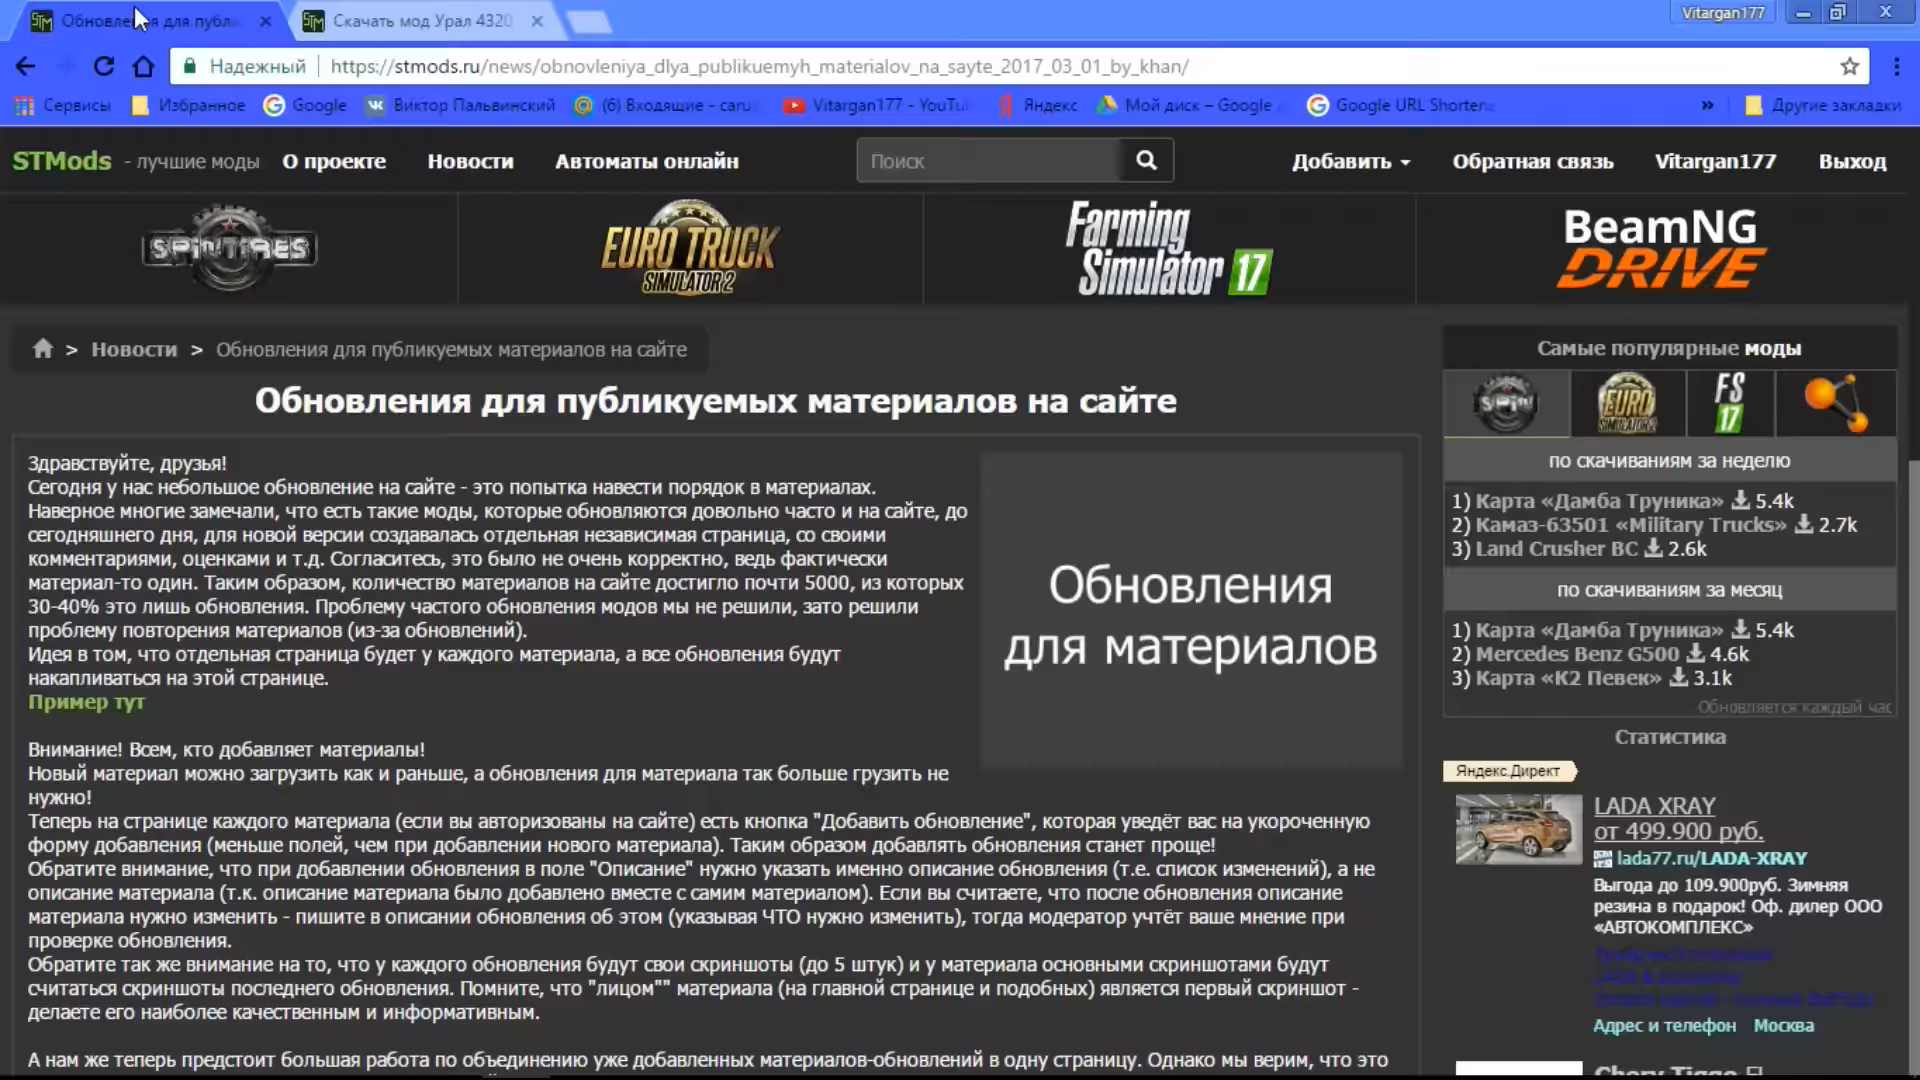 Обновления для публ
Скачать мод Урал 4320
Vitargan177
Надежный
https://stmods.ru/news/obnovleniya_dlya_publikuemyh_materialov_na_sayte_2017_03_01_by_khan/
Сервисы
Избранное
Google
Виктор Пальвинский
(6) Входящие - caru
Vitargan177 - YouTu
Яндекс
Мой диск – Google
Google URL Shortene
»
Другие закладки
STMods - лучшие моды
О проекте
Новости
Автоматы онлайн
Поиск
Добавить
Обратная связь
Vitargan177
Выход
SPINTIRES
EURO TRUCK
SIMULATOR 2
Farming
Simulator 17
BeamNG
DRIVE
> Новости > Обновления для публикуемых материалов на сайте
Обновления для публикуемых материалов на сайте
Здравствуйте, друзья!
Сегодня у нас небольшое обновление на сайте - это попытка навести порядок в материалах.
Наверное многие замечали, что есть такие моды, которые обновляются довольно часто и на сайте, до
сегодняшнего дня, для новой версии создавалась отдельная независимая страница, со своими
комментариями, оценками и т.д. Согласитесь, это было не очень корректно, ведь фактически
материал-то один. Таким образом, количество материалов на сайте достигло почти 5000, из которых
30-40% это лишь обновления. Проблему частого обновления модов мы не решили, зато решили
проблему повторения материалов (из-за обновлений).
Идея в том, что отдельная страница будет у каждого материала, а все обновления будут
накапливаться на этой странице.
Пример тут
Обновления
для материалов
Внимание! Всем, кто добавляет материалы!
Новый материал можно загрузить как и раньше, а обновления для материала так больше грузить не
нужно!
Теперь на странице каждого материала (если вы авторизованы на сайте) есть кнопка "Добавить обновление", которая уведёт вас на укороченную
форму добавления (меньше полей, чем при добавлении нового материала). Таким образом добавлять обновления станет проще!
Обратите внимание, что при добавлении обновления в поле "Описание" нужно указать именно описание обновления (т.е. список изменений), а не
описание материала (т.к. описание материала было добавлено вместе с самим материалом). Если вы считаете, что после обновления описание
материала нужно изменить - пишите в описании обновления об этом (указывая ЧТО нужно изменить), тогда модератор учтёт ваше мнение при
проверке обновления.
Обратите так же внимание на то, что у каждого обновления будут свои скриншоты (до 5 штук) и у материала основными скриншотами будут
считаться скриншоты последнего обновления. Помните, что "лицом"" материала (на главной странице и подобных) является первый скриншот -
делаете его наиболее качественным и информативным.
А нам же теперь предстоит большая работа по объединению уже добавленных материалов-обновлений в одну страницу. Однако мы верим, что это
Самые популярные моды
SPIN
EURO
SIMULATOR 2
FS
17
по скачиваниям за неделю
1) Карта «Дамба Труника» 5.4k
2) Камаз-63501 «Military Trucks» 2.7k
3) Land Crusher BC 2.6k
по скачиваниям за месяц
1) Карта «Дамба Труника» 5.4k
2) Mercedes Benz G500 4.6k
3) Карта «К2 Певек» 3.1k
Обновляется каждый час
Статистика
Яндекс.Директ
LADA XRAY
от 499.900 руб.
lada77.ru/LADA-XRAY
Выгода до 109.900руб. Зимняя
резина в подарок! Оф. дилер ООО
«АВТОКОМПЛЕКС»
Адрес и телефон Москва